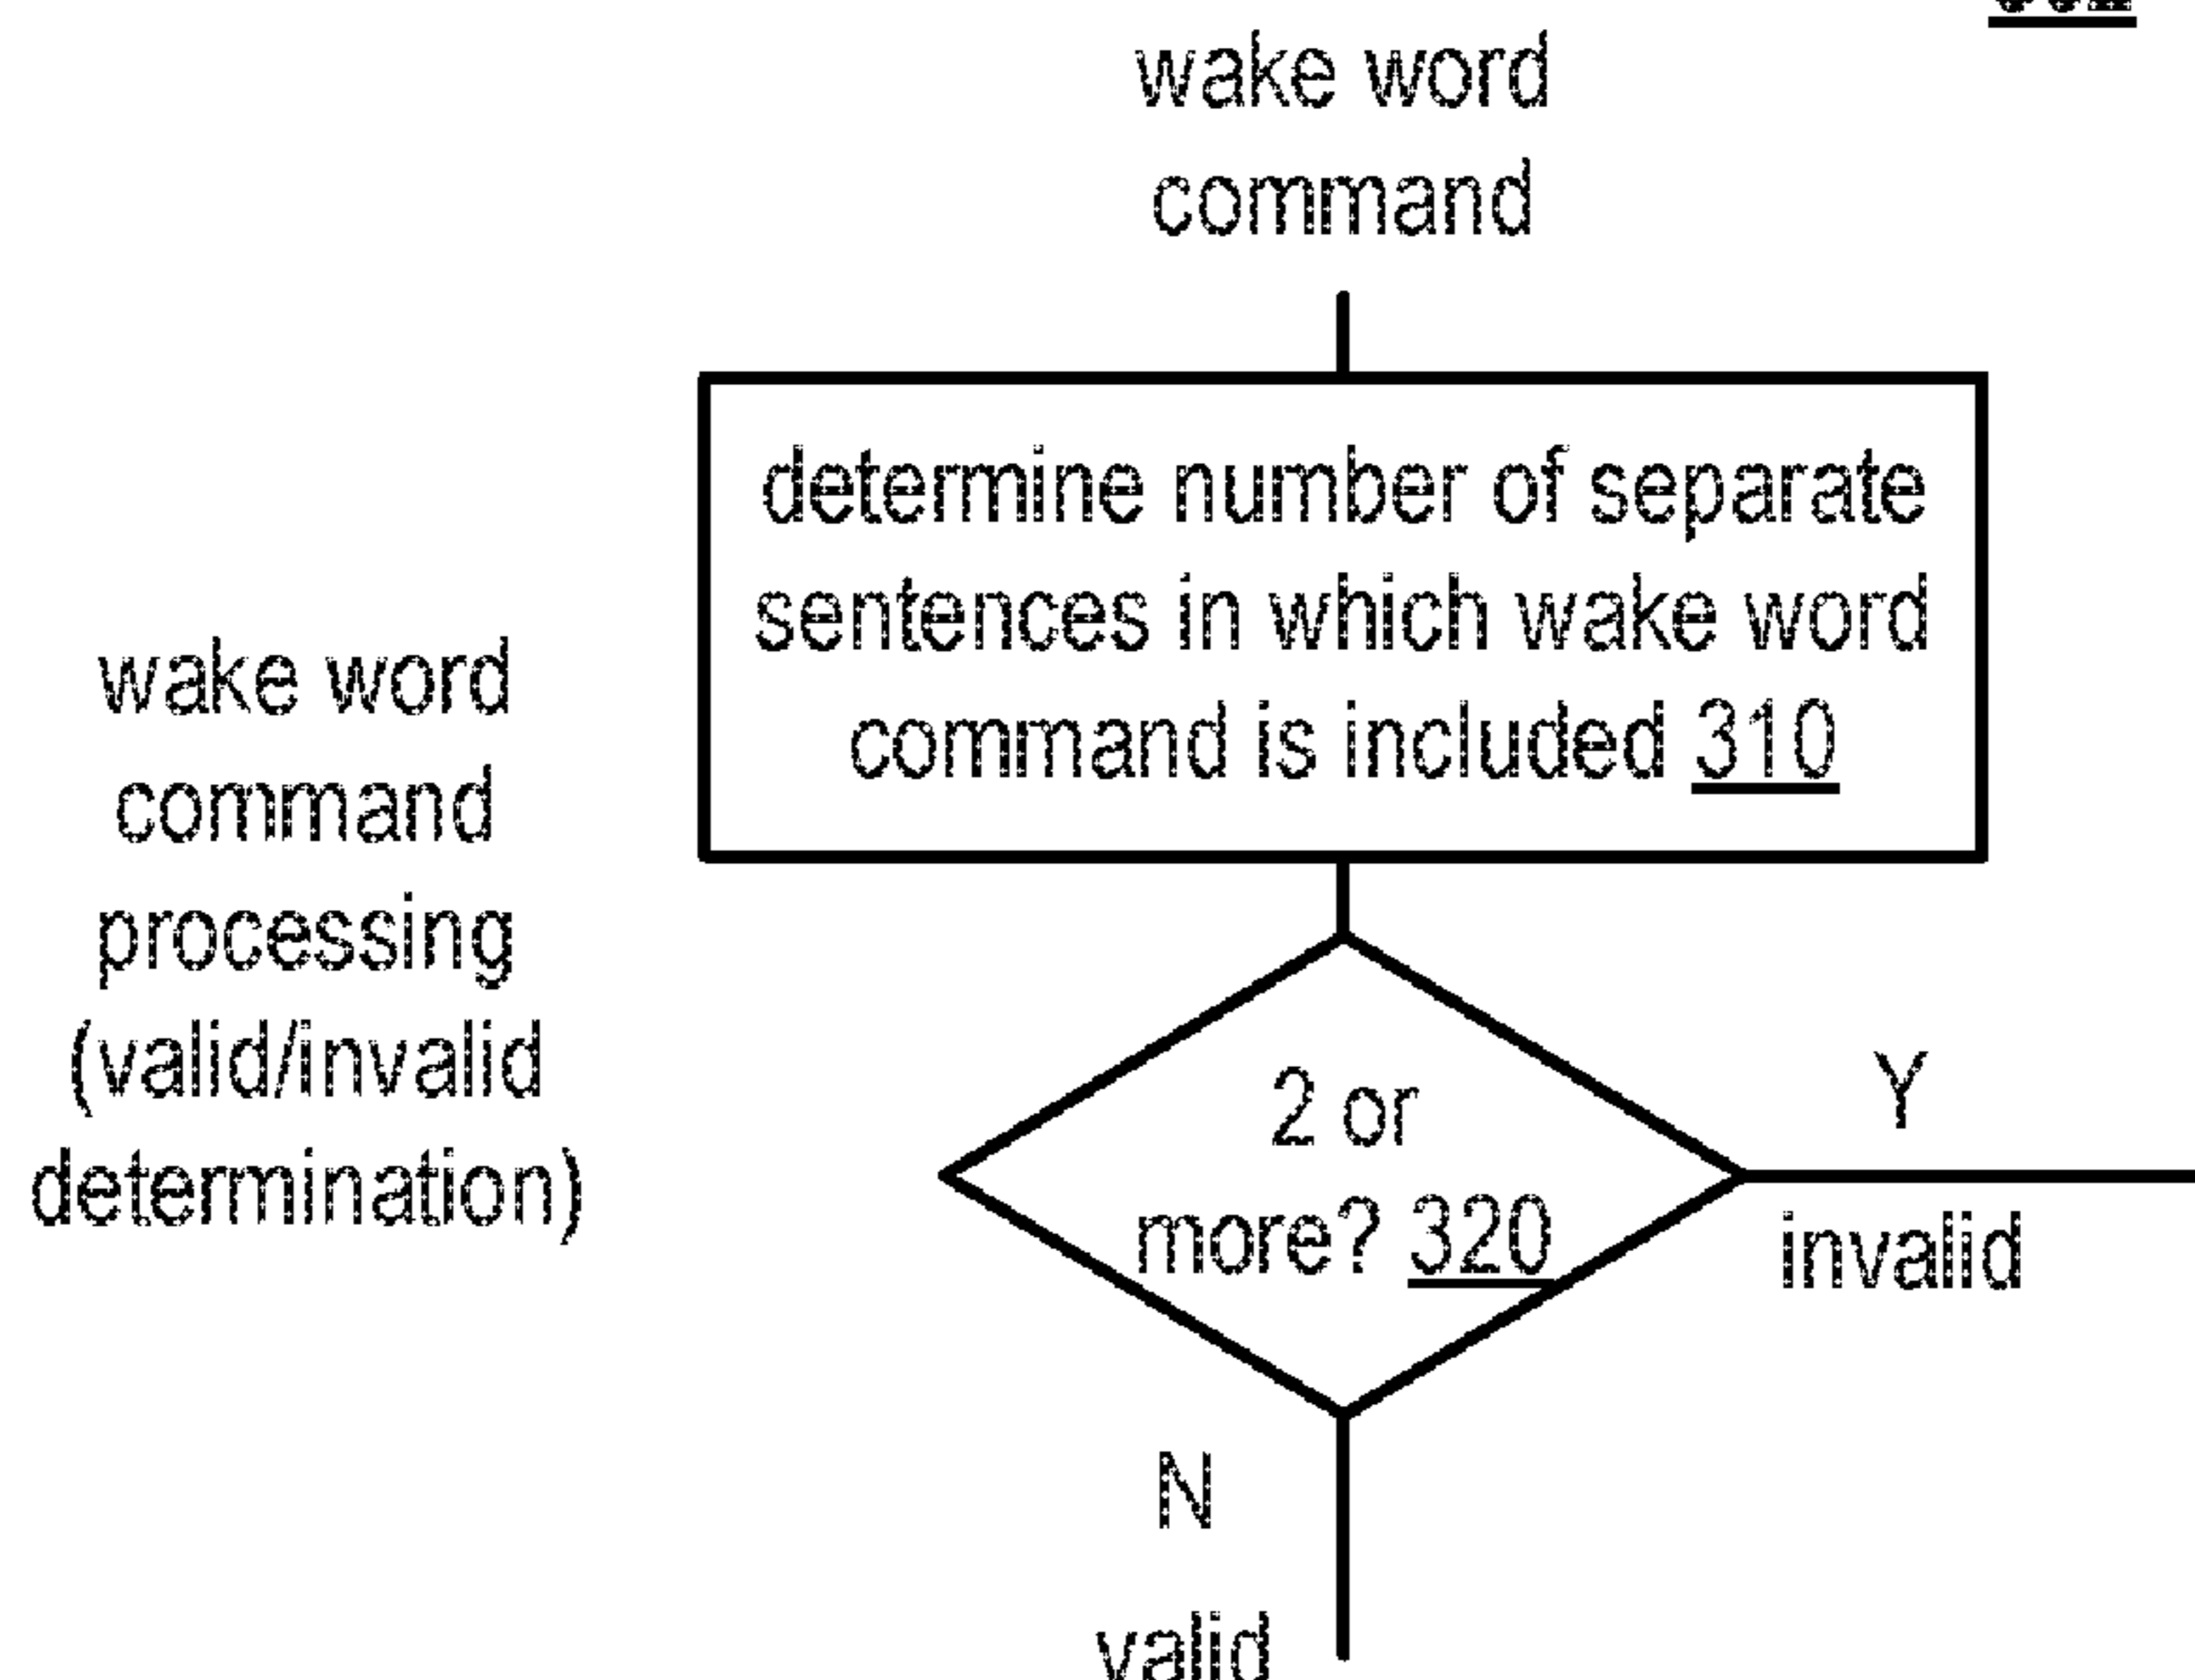 wake word
command
determine number of separate
sentences in which wake word
command is included 310
wake word
command
processing
(valid/invalid
determination)
2 or
more? 320
Y
invalid
N
valid